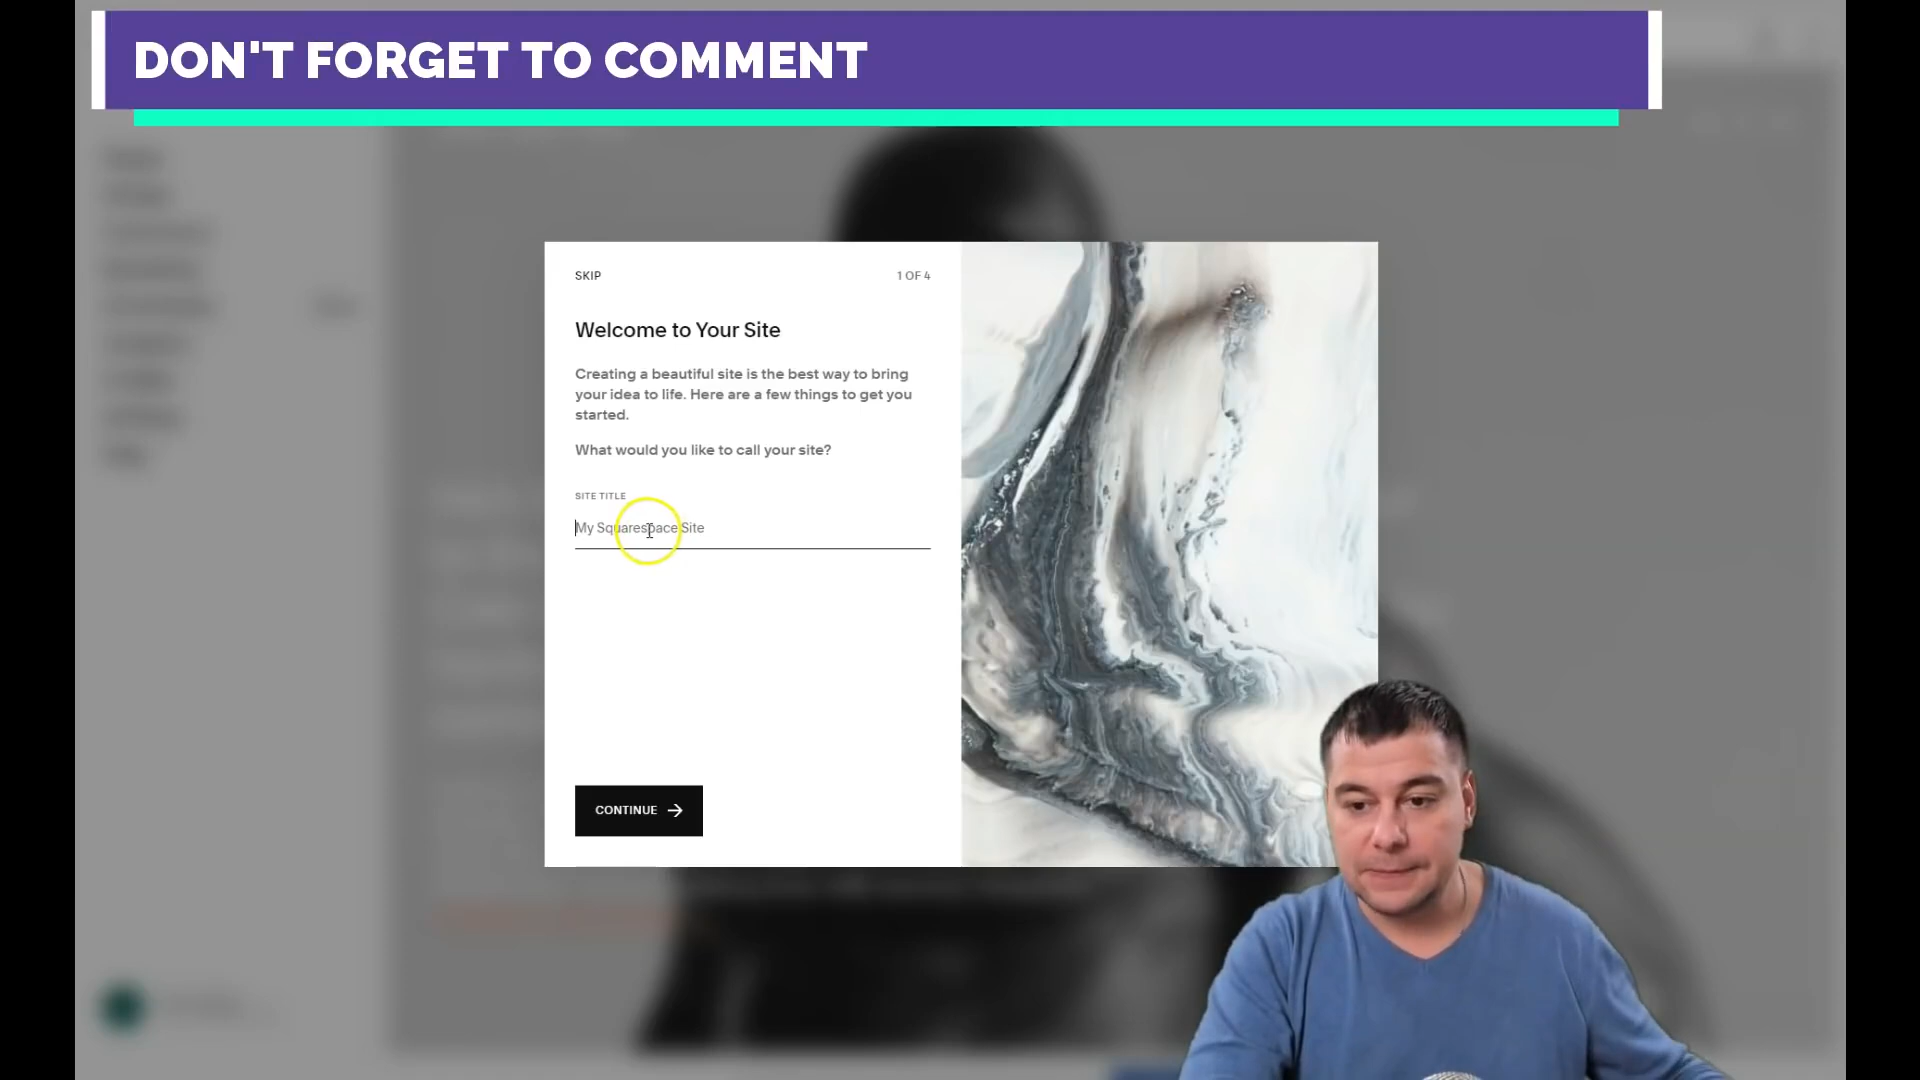 DON'T FORGET TO COMMENT
SKIP
1 OF 4
Welcome to Your Site
Creating a beautiful site is the best way to bring
your idea to life. Here are a few things to get you
started.
What would you like to call your site?
SITE TITLE
My Squarespace Site
CONTINUE